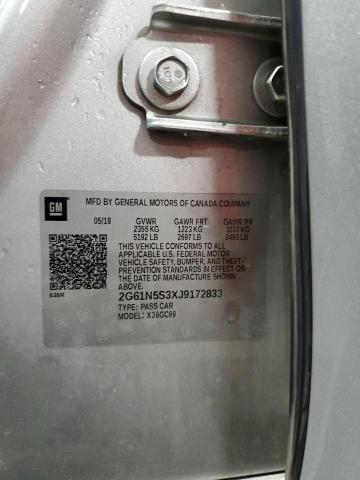 GM
MFD BY GENERAL MOTORS OF CANADA COMPANY
05/18 GVWR GAWR FRT GAWR RR
2355 KG 1223 KG 1132 KG
5192 LB 2697 LB 2495 LB
THIS VEHICLE CONFORMS TO ALL
APPLICABLE U.S. FEDERAL MOTOR
VEHICLE SAFETY, BUMPER, AND THEFT-
PREVENTION STANDARDS IN EFFECT ON
THE DATE OF MANUFACTURE SHOWN
ABOVE.
636R 2G61N5S3XJ9172833
TYPE: PASS CAR
MODEL: X36GC69